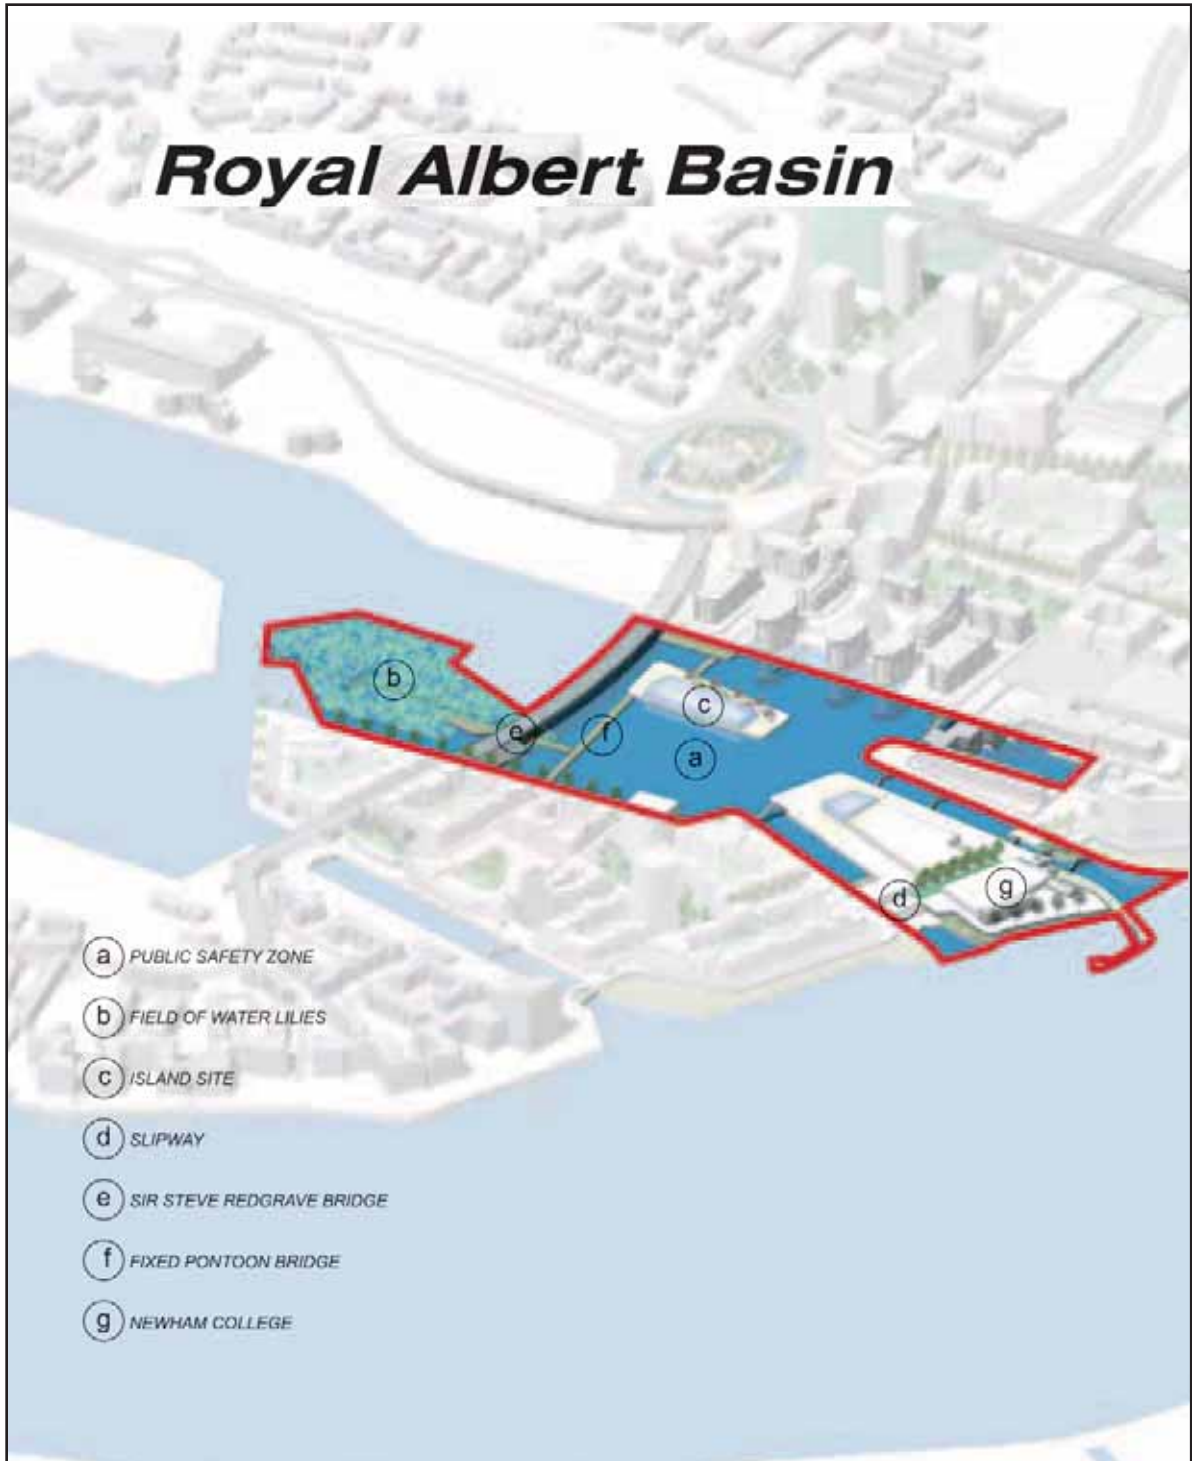 Royal Albert Basin
b
c
e
f
a
d
g
a PUBLIC SAFETY ZONE
b FIELD OF WATER LILIES
c ISLAND SITE
d SLIPWAY
e SIR STEVE REDGRAVE BRIDGE
f FIXED PONTOON BRIDGE
g NEWHAM COLLEGE